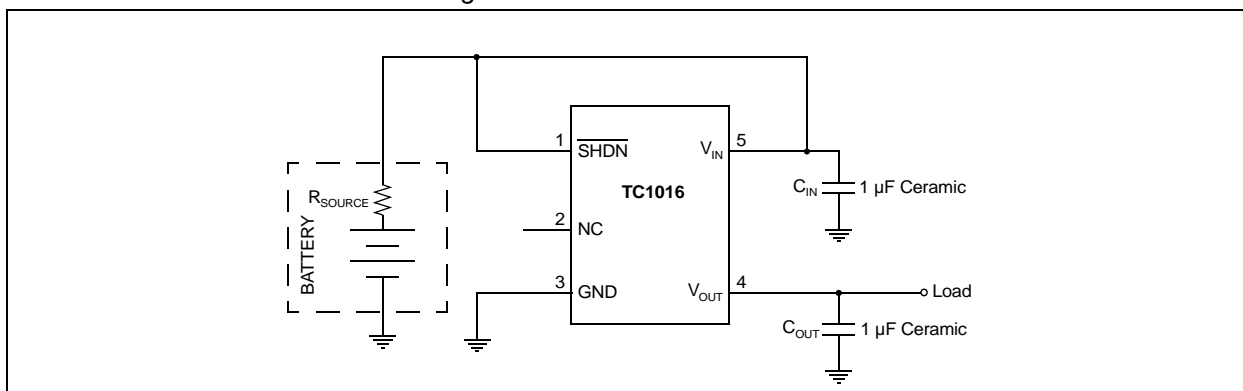 1
SHDN
V_IN
5
TC1016
C_IN
1 µF Ceramic
R_SOURCE
BATTERY
2
NC
3
GND
V_OUT
4
Load
C_OUT
1 µF Ceramic